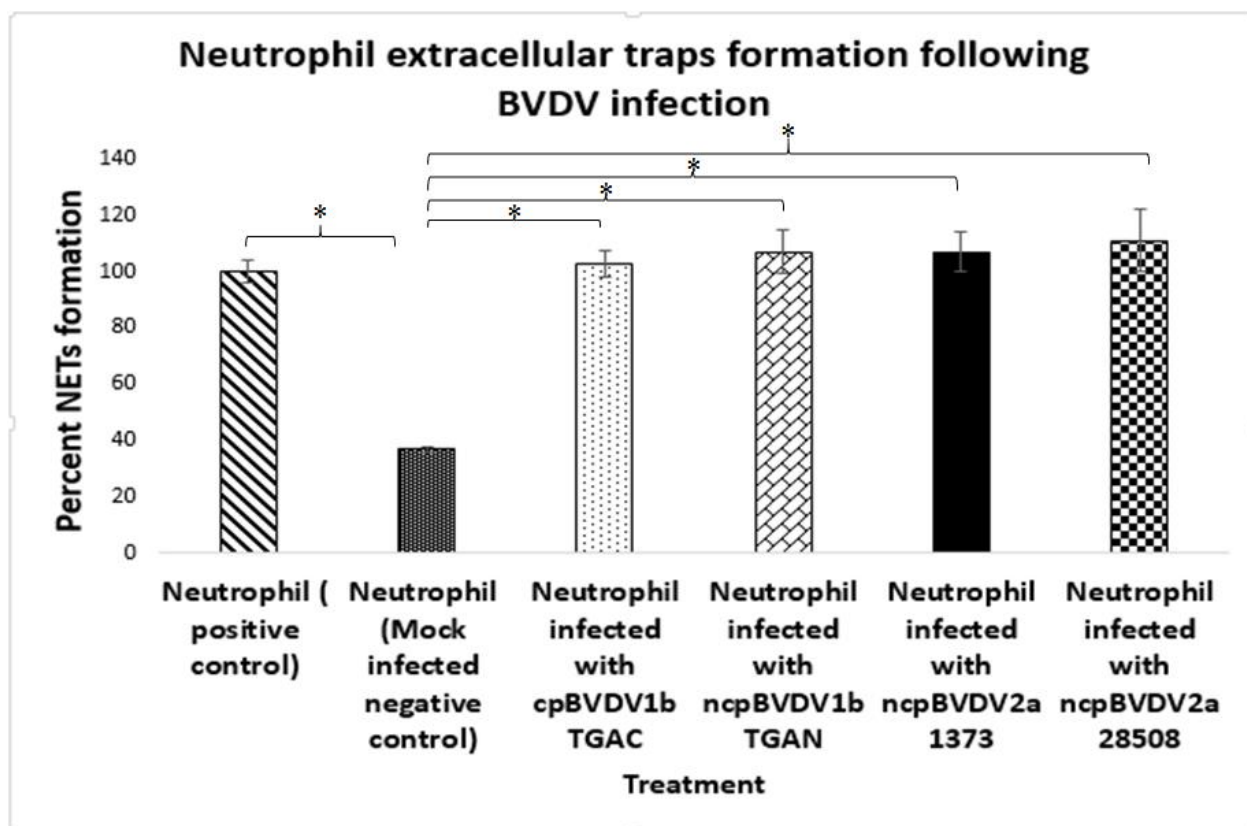 Neutrophil extracellular traps formation following
BVDV infection
*
*
*
*
*
140
120
100
80
60
40
20
0
Percent NETs formation
Neutrophil (
positive
control)
Neutrophil
(Mock
infected
negative
control)
Neutrophil
infected
with
cpBVDV1b
TGAC
Neutrophil
infected
with
ncpBVDV1b
TGAN
Neutrophil
infected
with
ncpBVDV2a
1373
Neutrophil
infected
with
ncpBVDV2a
28508
Treatment